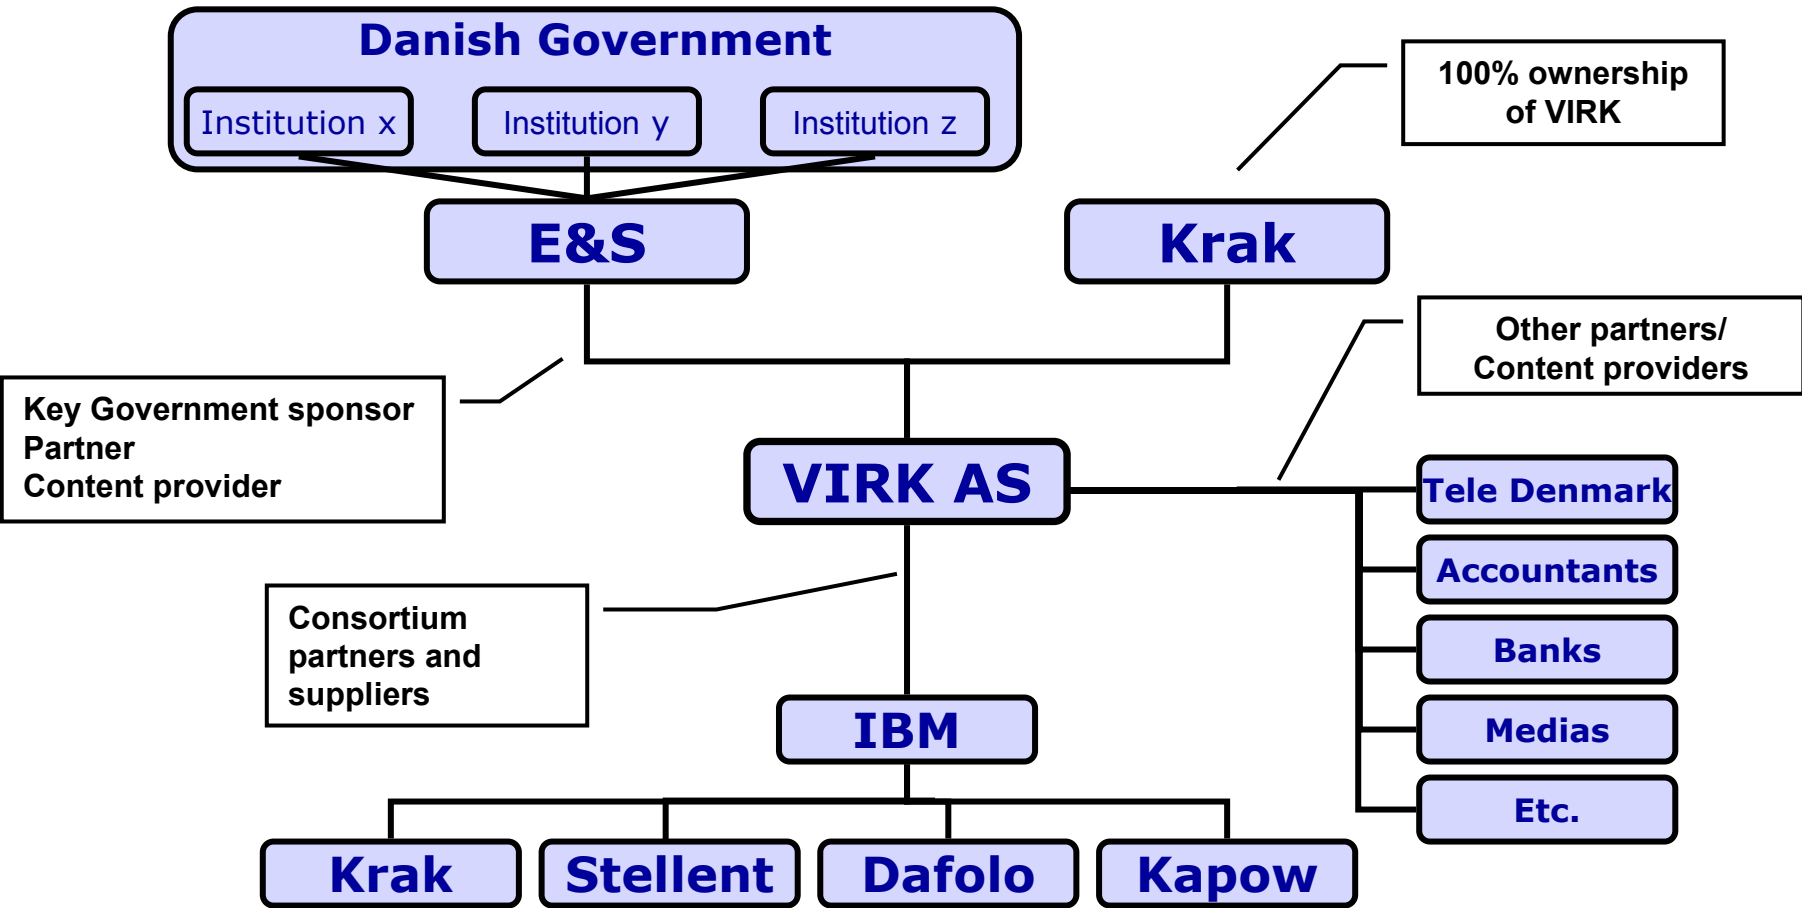 Danish Government
Institution x
Institution y
Institution z
100% ownership
of VIRK
E&S
Krak
Other partners/
Content providers
Key Government sponsor
Partner
Content provider
VIRK AS
Tele Denmark
Accountants
Banks
Medias
Etc.
Consortium
partners and
suppliers
IBM
Krak
Stellent
Dafolo
Kapow